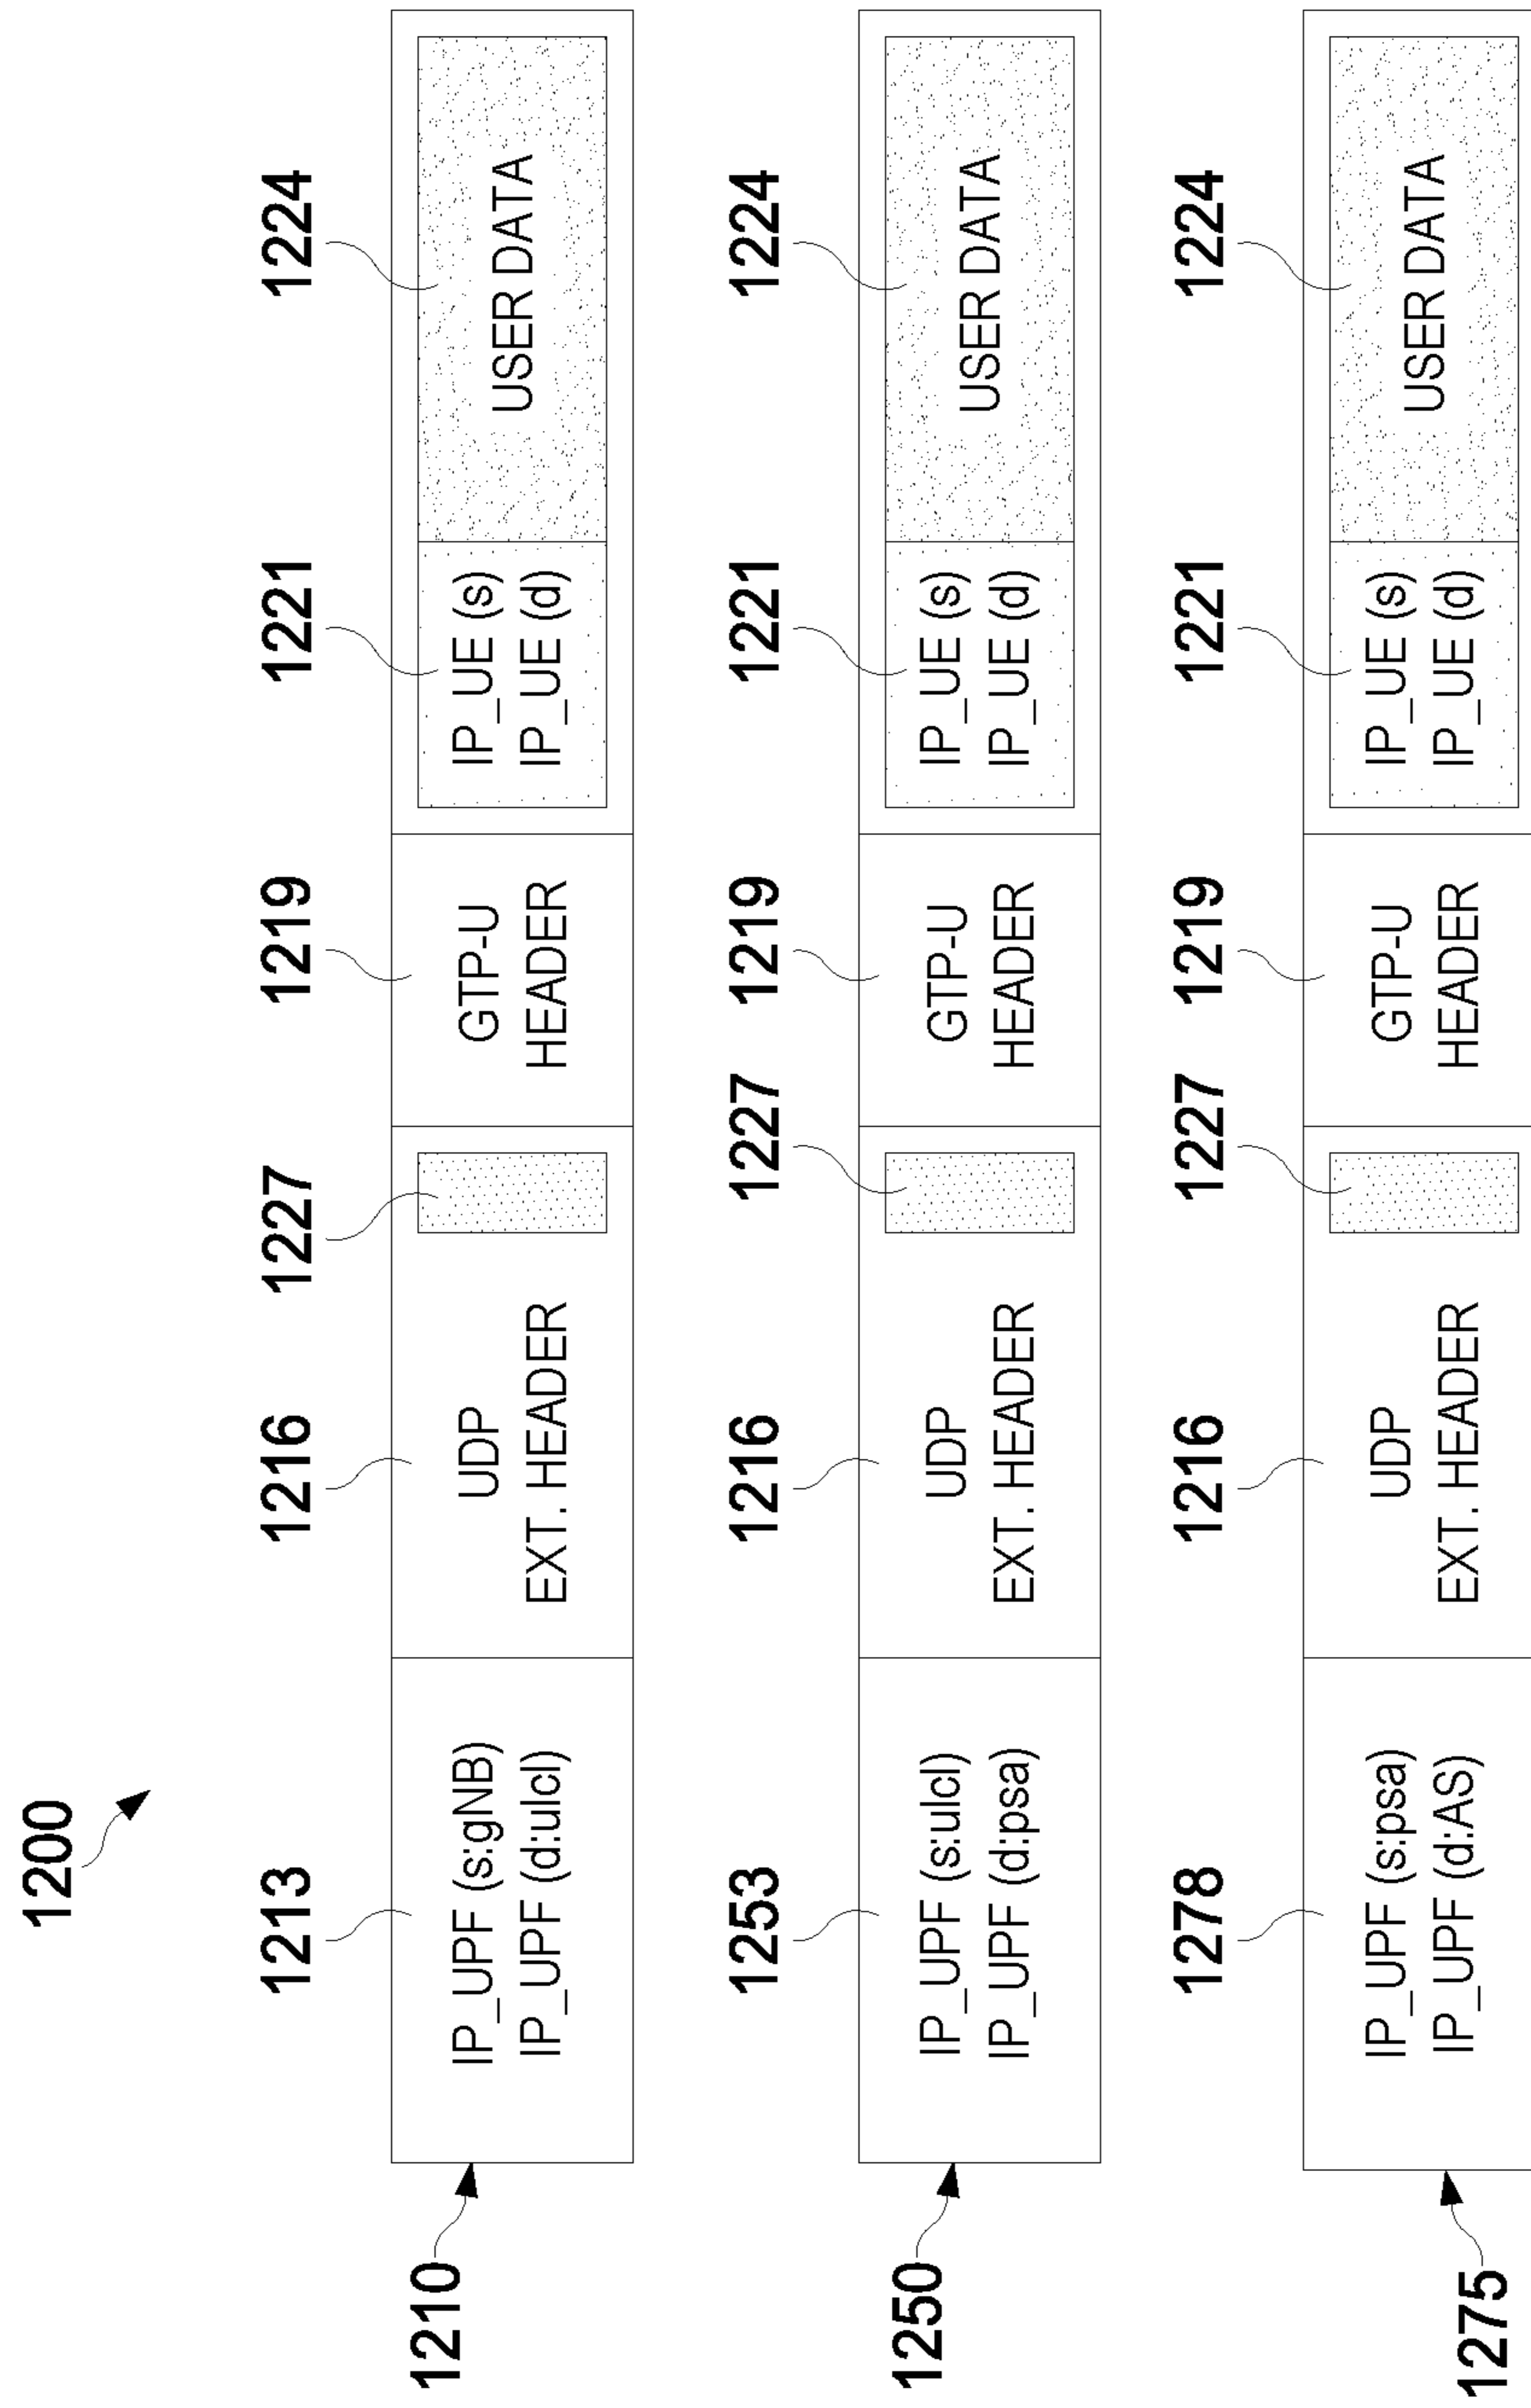 1200
1213
1216
1227
1219
1221
1224
1210
IP_UPF (s:gNB)
IP_UPF (d:ulcl)
UDP
EXT. HEADER
GTP-U
HEADER
IP_UE (s)
IP_UE (d)
USER DATA
1253
1216
1227
1219
1221
1224
1250
IP_UPF (s:ulcl)
IP_UPF (d:psa)
UDP
EXT. HEADER
GTP-U
HEADER
IP_UE (s)
IP_UE (d)
USER DATA
1278
1216
1227
1219
1221
1224
1275
IP_UPF (s:psa)
IP_UPF (d:AS)
UDP
EXT. HEADER
GTP-U
HEADER
IP_UE (s)
IP_UE (d)
USER DATA